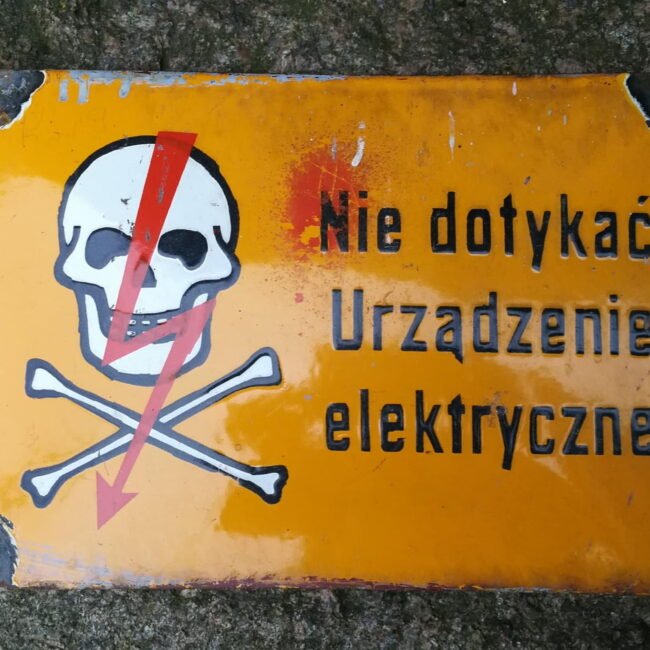 Nie dotykać
Urządzenie
elektryczne